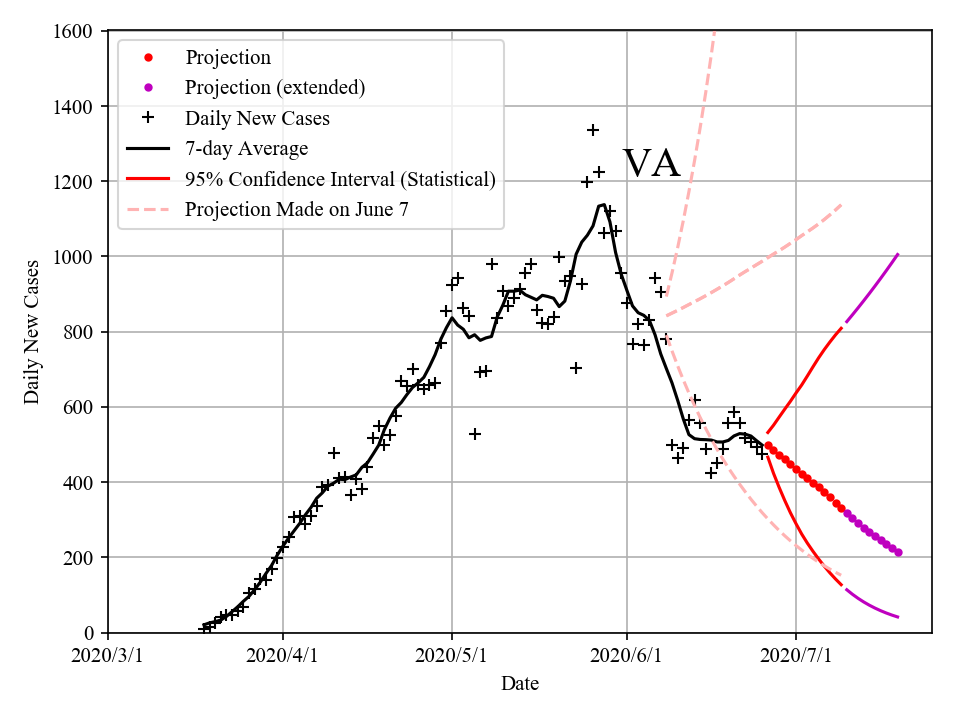 1600
1400
1200
1000
800
600
400
200
0
Daily New Cases
Projection
Projection (extended)
Daily New Cases
7-day Average
95% Confidence Interval (Statistical)
Projection Made on June 7
VA
2020/3/1 2020/4/1 2020/5/1 2020/6/1 2020/7/1
Date